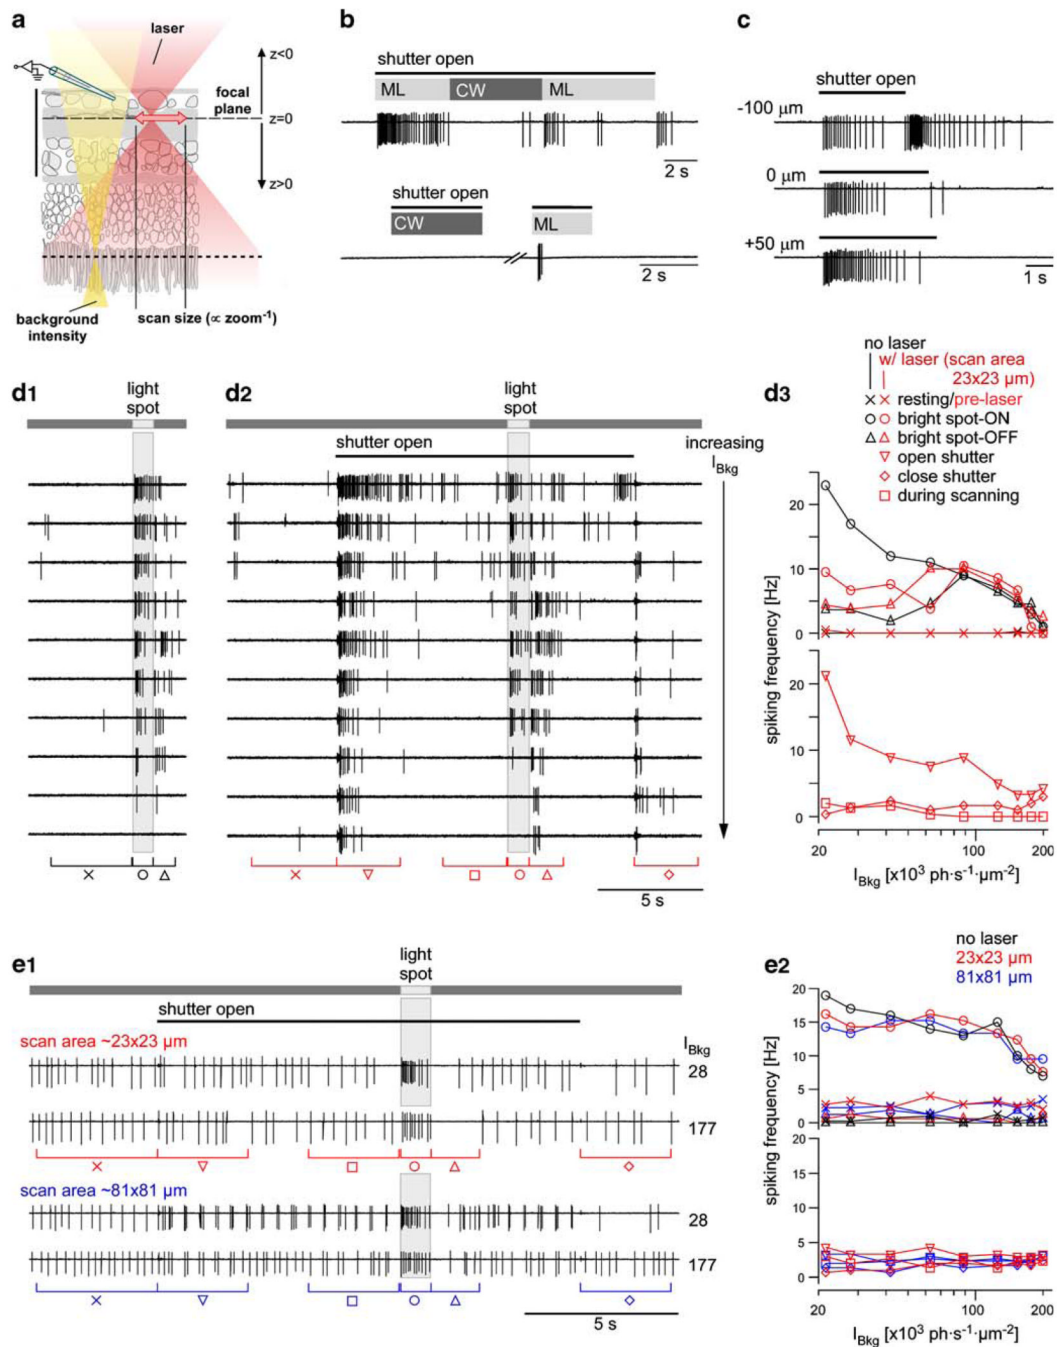 a
laser
z<0
focal
plane
z=0
z>0
background
intensity
scan size (∝ zoom⁻¹)
b
shutter open
ML CW ML
2 s
shutter open
CW ML
2 s
c
shutter open
-100 µm
0 µm
+50 µm
1 s
d1
light
spot
d2
light
spot
shutter open
increasing
I_Bkg
5 s
d3
no laser
w/ laser (scan area
23x23 µm)
resting/pre-laser
bright spot-ON
bright spot-OFF
open shutter
close shutter
during scanning
20
10
0
20
10
0
spiking frequency [Hz]
20 100 200
I_Bkg [x10³ ph·s⁻¹·µm⁻²]
e1
light
spot
shutter open
scan area ~23x23 µm
I_Bkg
28
177
scan area ~81x81 µm
28
177
5 s
e2
no laser
23x23 µm
81x81 µm
20
15
10
5
0
20
15
10
5
0
spiking frequency [Hz]
20 100 200
I_Bkg [x10³ ph·s⁻¹·µm⁻²]